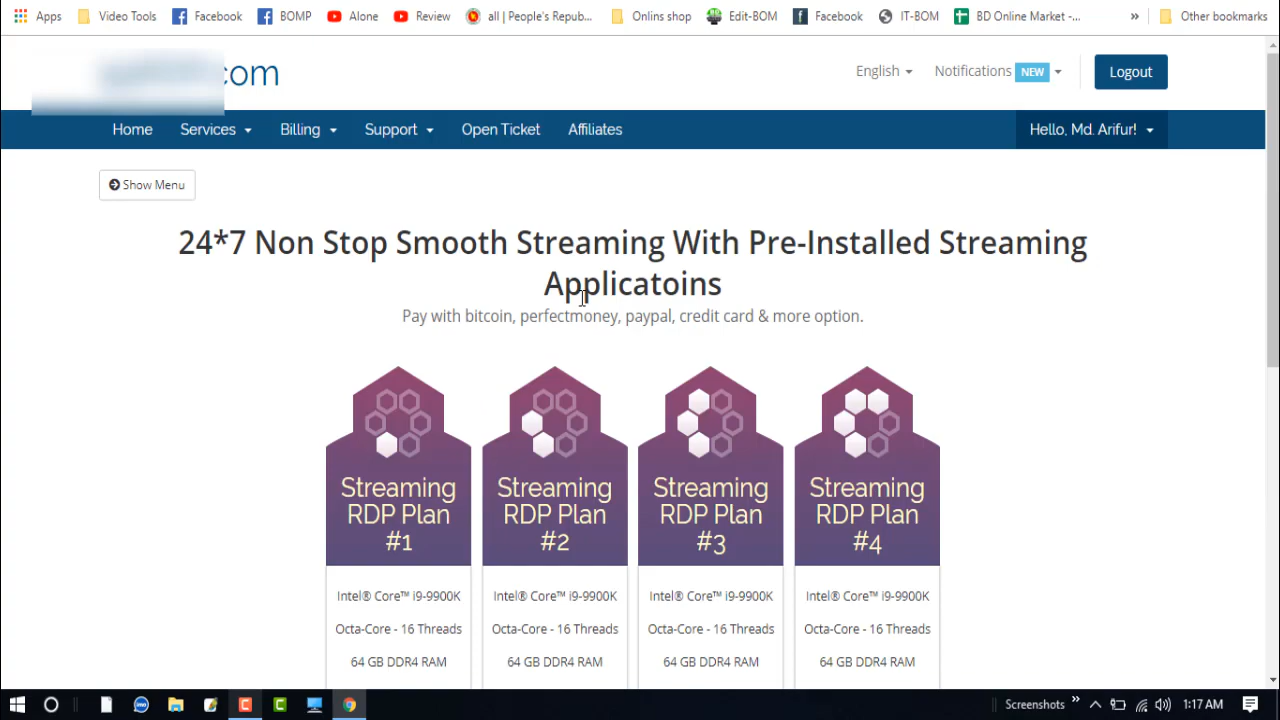 Apps Video Tools Facebook BOMP Alone Review all | People's Repub... Onlins shop Edit-BOM Facebook IT-BOM BD Online Market -... » Other bookmarks
com English Notifications NEW Logout
Home Services Billing Support Open Ticket Affiliates Hello, Md. Arifur!
Show Menu
24*7 Non Stop Smooth Streaming With Pre-Installed Streaming
Applicatoins
Pay with bitcoin, perfectmoney, paypal, credit card & more option.
Streaming RDP Plan #1
Streaming RDP Plan #2
Streaming RDP Plan #3
Streaming RDP Plan #4
Intel® Core™ i9-9900K Intel® Core™ i9-9900K Intel® Core™ i9-9900K Intel® Core™ i9-9900K
Octa-Core - 16 Threads Octa-Core - 16 Threads Octa-Core - 16 Threads Octa-Core - 16 Threads
64 GB DDR4 RAM 64 GB DDR4 RAM 64 GB DDR4 RAM 64 GB DDR4 RAM
Screenshots » 1:17 AM